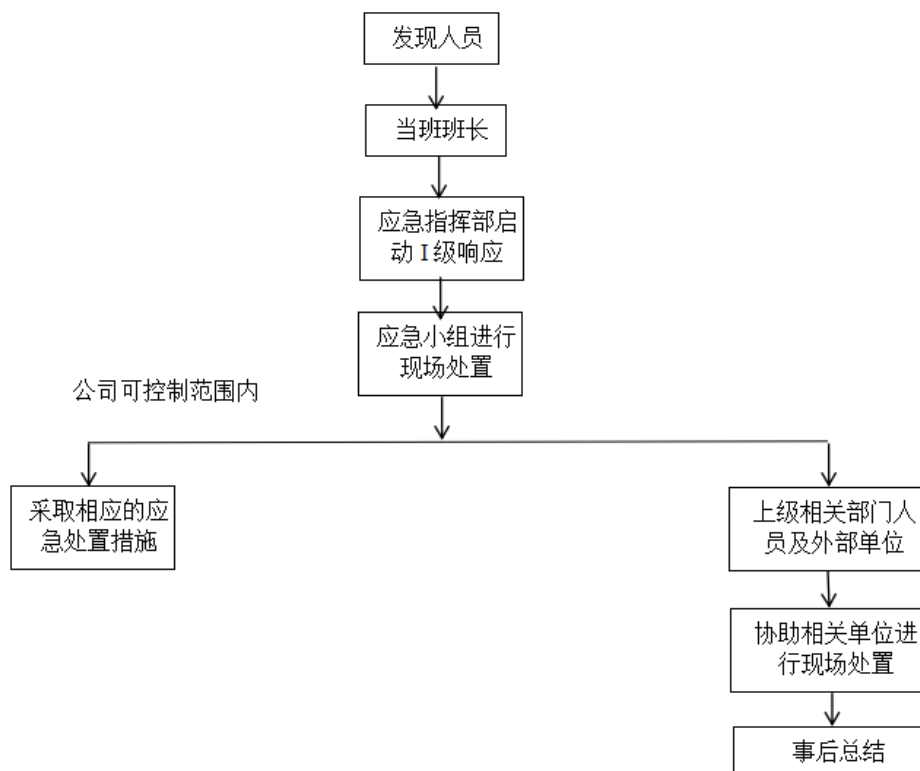 发现人员
当班班长
应急指挥部启
动 I 级响应
应急小组进行
现场处置
公司可控制范围内
采取相应的应
急处置措施
上级相关部门人
员及外部单位
协助相关单位进
行现场处置
事后总结